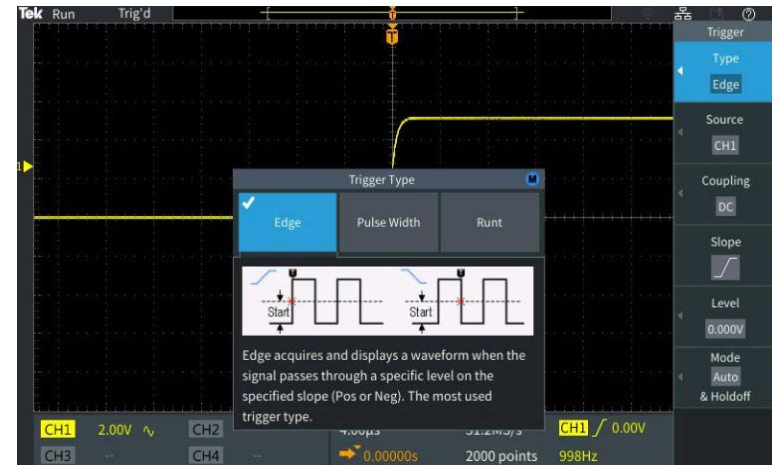 Tek Run Trig'd
T
T
Trigger
Type
Edge
Source
CH1
Coupling
DC
Slope
Level
0.000V
Mode
Auto
& Holdoff
1
Trigger Type M
Edge Pulse Width Runt
T T
Start Start
Edge acquires and displays a waveform when the
signal passes through a specific level on the
specified slope (Pos or Neg). The most used
trigger type.
CH1 2.00V CH2 4.00µs 31.2MS/s CH1 0.00V
CH3 -- CH4 -- 0.00000s 2000 points 998Hz